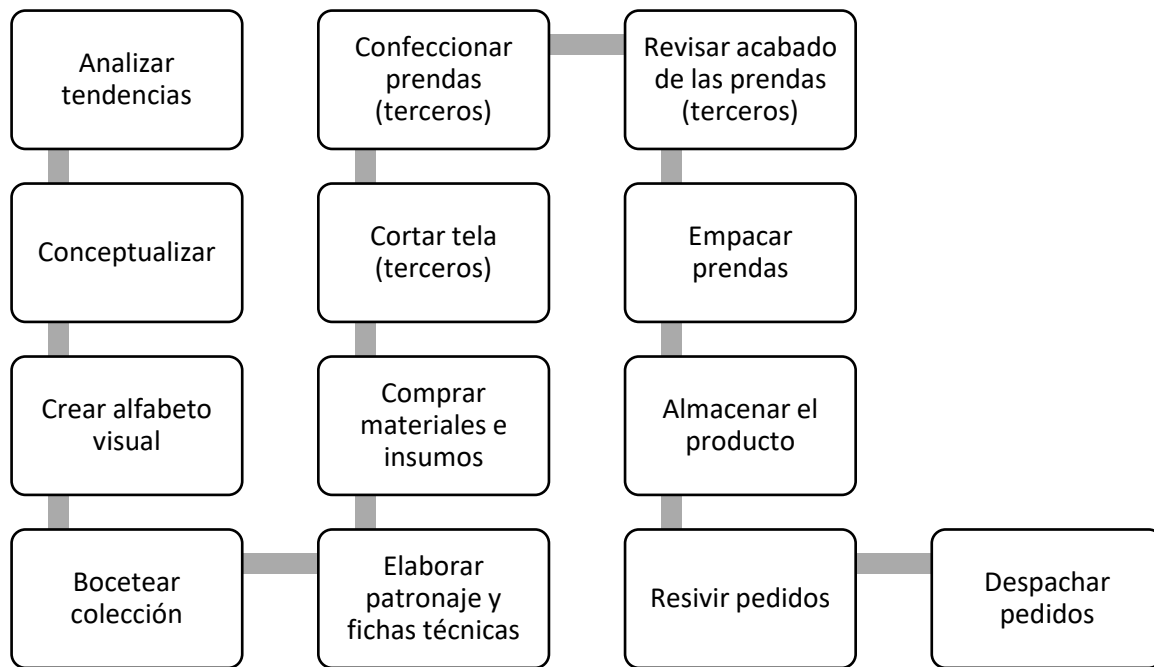 Analizar
tendencias
Conceptualizar
Crear alfabeto
visual
Bocetear
colección
Elaborar
patronaje y
fichas técnicas
Comprar
materiales e
insumos
Cortar tela
(terceros)
Confeccionar
prendas
(terceros)
Revisar acabado
de las prendas
(terceros)
Empacar
prendas
Almacenar el
producto
Resivir pedidos
Despachar
pedidos